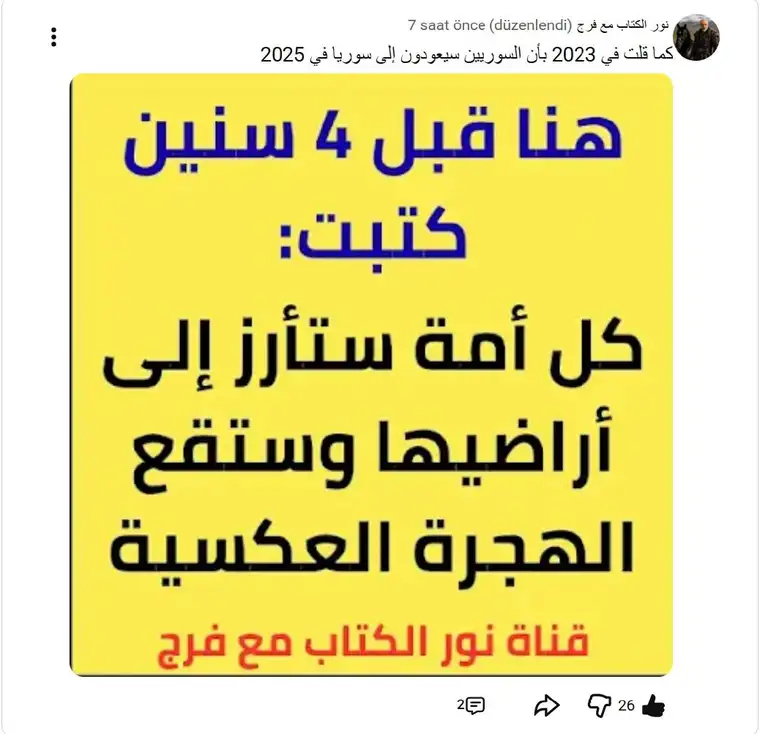 نور الكتاب مع فرج 7 saat önce (düzenlendi)
كما قلت في 2023 بأن السوريين سيعودون إلى سوريا في 2025
هنا قبل 4 سنين
كتبت:
كل أمة ستأرز إلى
أراضيها وستقع
الهجرة العكسية
قناة نور الكتاب مع فرج
26
2